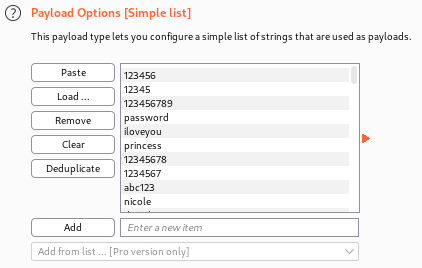 ? Payload Options [Simple list]
This payload type lets you configure a simple list of strings that are used as payloads.
Paste
Load ...
Remove
Clear
Deduplicate
123456
12345
123456789
password
iloveyou
princess
12345678
1234567
abc123
nicole
Add
Enter a new item
Add from list ... [Pro version only]